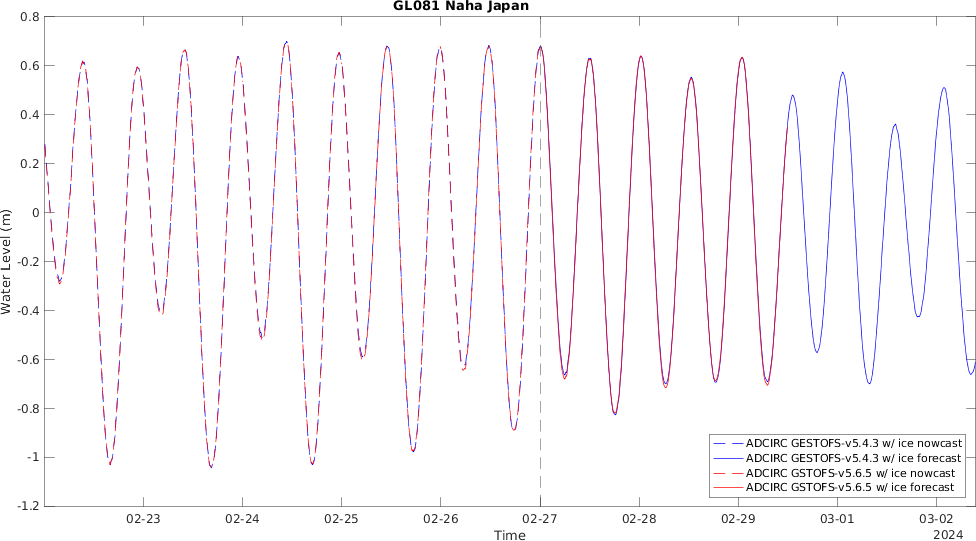 GL081 Naha Japan
0.8
0.6
0.4
0.2
0
-0.2
-0.4
-0.6
-0.8
-1
-1.2
Water Level (m)
ADCIRC GESTOFS-v5.4.3 w/ ice nowcast
ADCIRC GESTOFS-v5.4.3 w/ ice forecast
ADCIRC GSTOFS-v5.6.5 w/ ice nowcast
ADCIRC GSTOFS-v5.6.5 w/ ice forecast
02-23 02-24 02-25 02-26 02-27 02-28 02-29 03-01 03-02
Time
2024